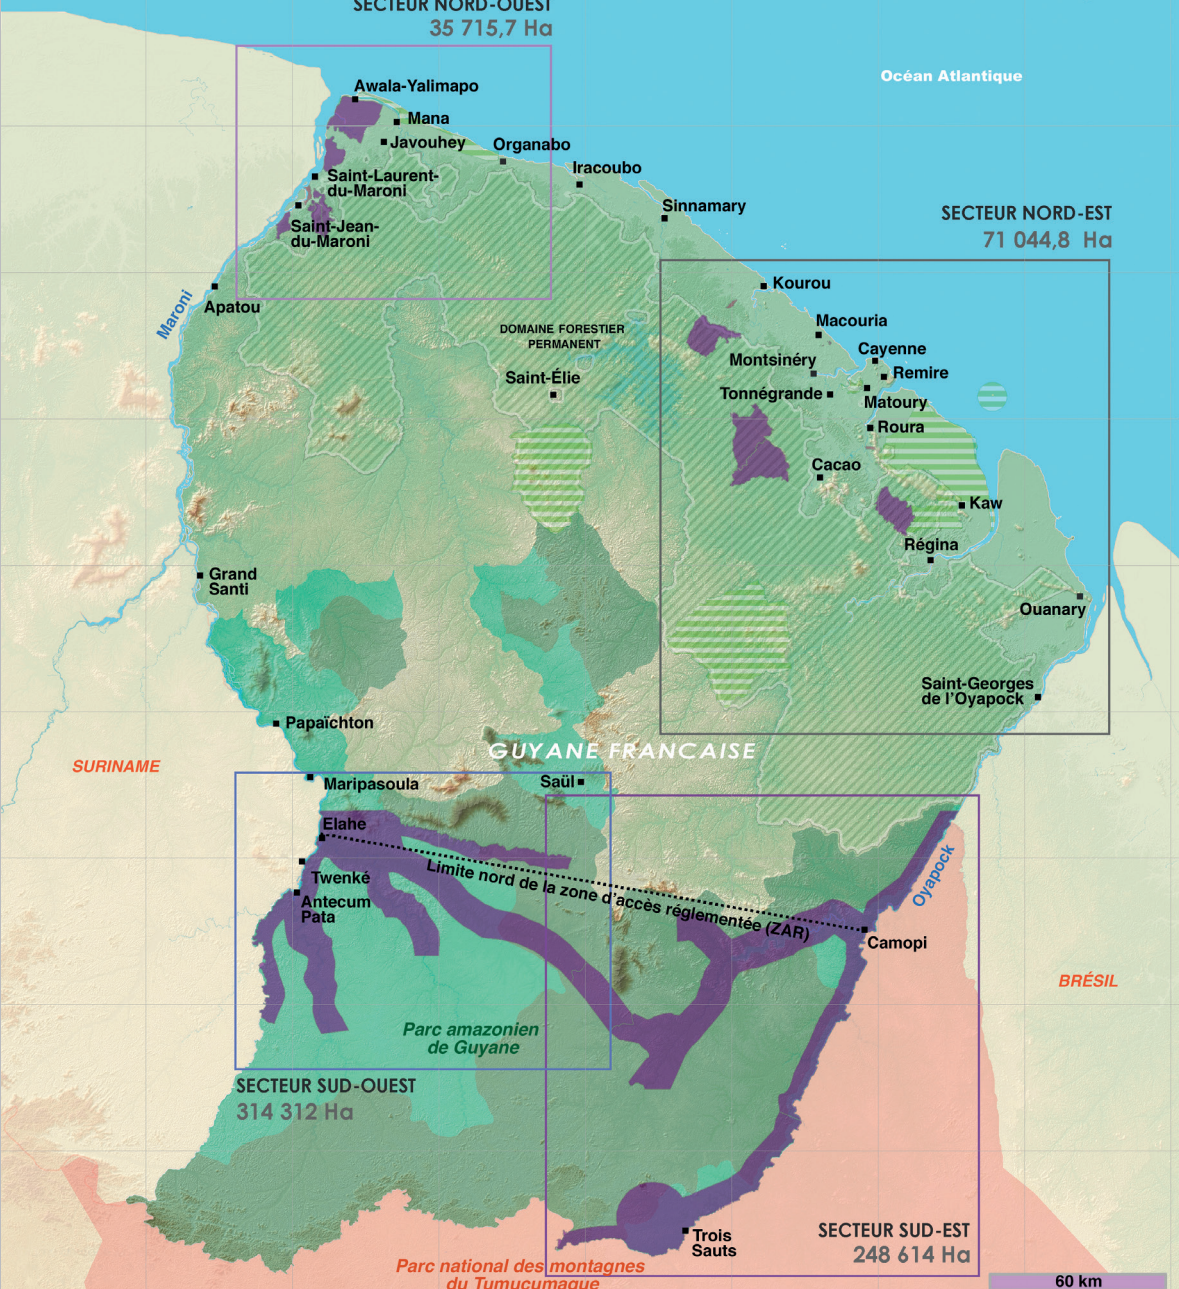 SECTEUR NORD-OUEST
35 715,7 Ha
Océan Atlantique
Awala-Yalimapo
Mana
Javouhey
Organabo
Iracoubo
Saint-Laurent-
du-Maroni
Sinnamary
Saint-Jean-
du-Maroni
SECTEUR NORD-EST
71 044,8 Ha
Maroni
Apatou
Kourou
DOMAINE FORESTIER
PERMANENT
Macouria
Cayenne
Montsinéry
Remire
Saint-Élie
Tonnégrande
Matoury
Roura
Cacao
Kaw
Régina
Grand
Santi
Ouanary
Saint-Georges
de l'Oyapock
Papaïchton
GUYANE FRANCAISE
SURINAME
Maripasoula
Saül
Elahe
Limite nord de la zone d'accès réglementée (ZAR)
Oyapock
Twenké
Antecum
Pata
Camopi
BRÉSIL
Parc amazonien
de Guyane
SECTEUR SUD-OUEST
314 312 Ha
Trois
Sauts
SECTEUR SUD-EST
248 614 Ha
Parc national des montagnes
du Tumucumaque
60 km